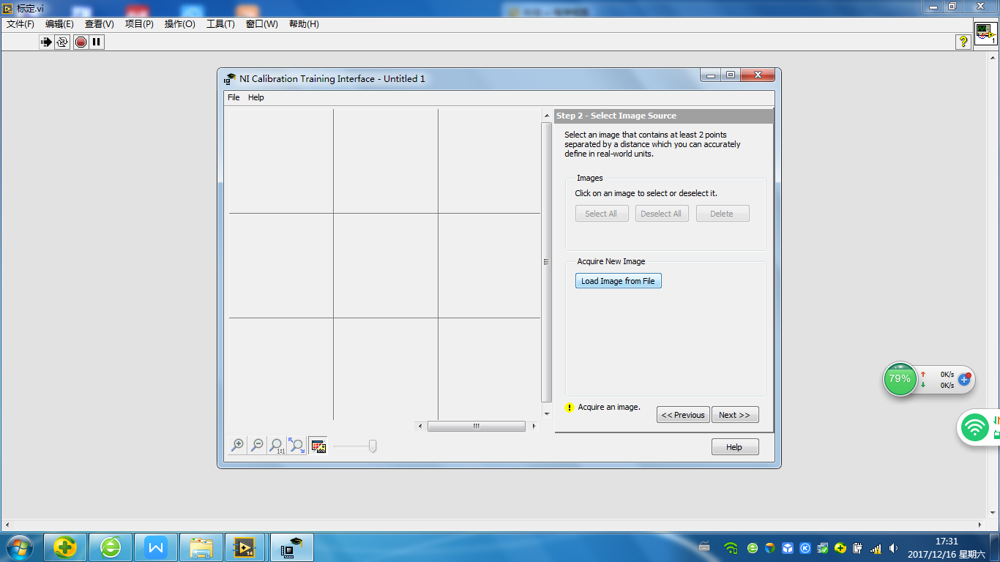 标定.vi
文件(F) 编辑(E) 查看(V) 项目(P) 操作(O) 工具(T) 窗口(W) 帮助(H)
?
1
NI Calibration Training Interface - Untitled 1
File Help
Step 2 - Select Image Source
Select an image that contains at least 2 points
separated by a distance which you can accurately
define in real-world units.
Images
Click on an image to select or deselect it.
Select All Deselect All Delete
Acquire New Image
Load Image from File
79% 0K/s
0K/s
! Acquire an image.
<< Previous Next >>
1:1
Help
W
14
K
17:31
2017/12/16 星期六